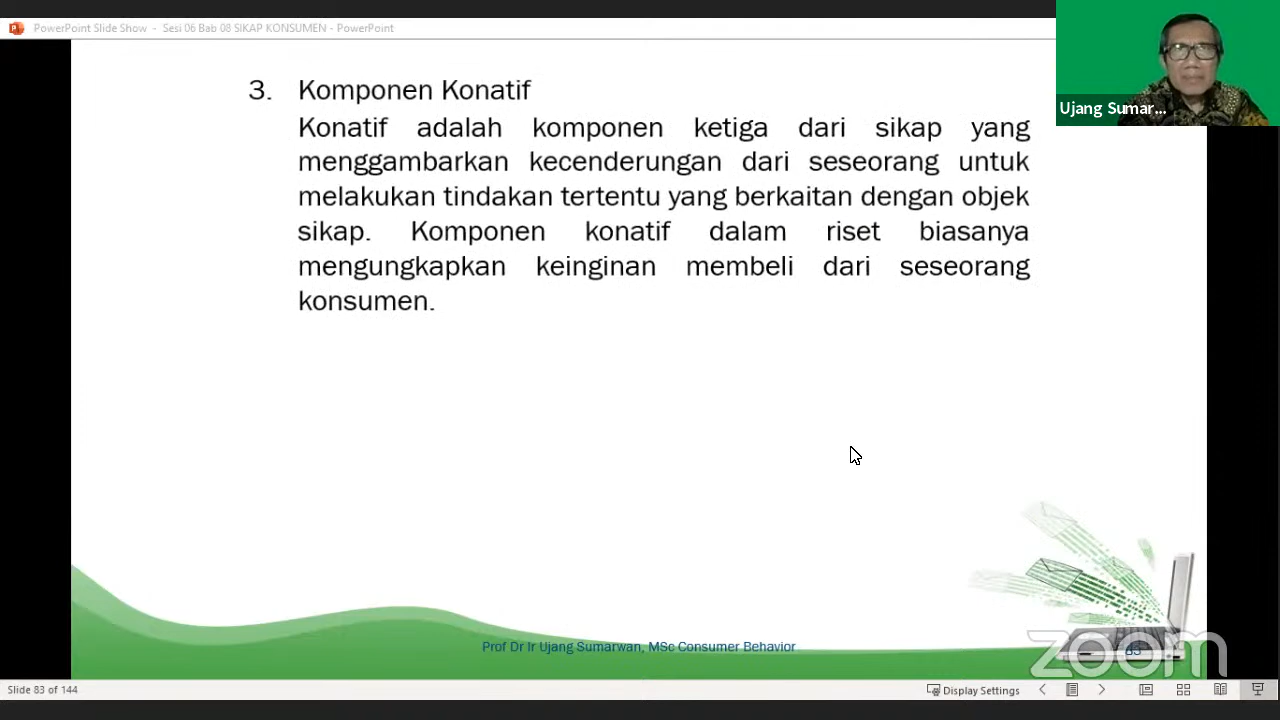 PowerPoint Slide Show - Sesi 06 Bab 08 SIKAP KONSUMEN - PowerPoint
Ujang Sumar...
3. Komponen Konatif
Konatif adalah komponen ketiga dari sikap yang
menggambarkan kecenderungan dari seseorang untuk
melakukan tindakan tertentu yang berkaitan dengan objek
sikap. Komponen konatif dalam riset biasanya
mengungkapkan keinginan membeli dari seseorang
konsumen.
Prof Dr Ir Ujang Sumarwan, MSc Consumer Behavior
83
zoom
Slide 83 of 144
Display Settings